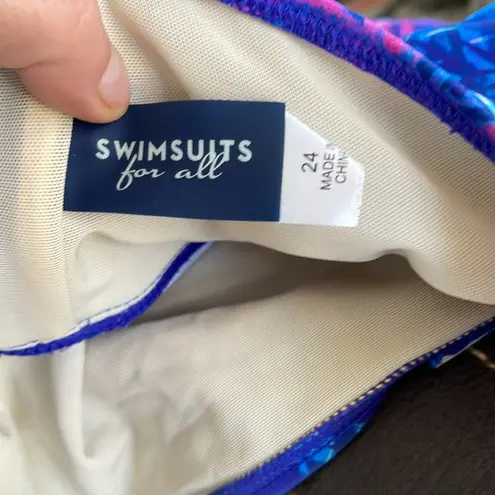 SWIMSUITS
for all
24
MADE IN
CHINA